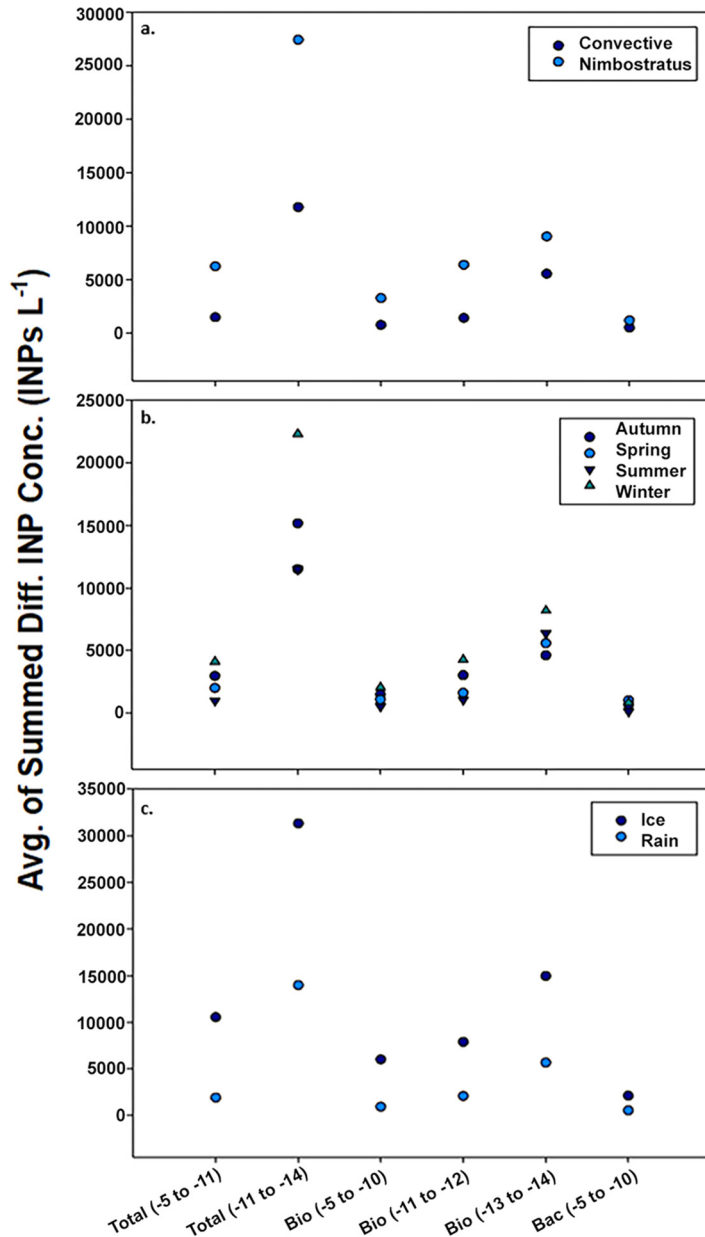 Avg. of Summed Diff. INP Conc. (INPs L-1)
a.
30000
25000
20000
15000
10000
5000
0
Convective
Nimbostratus
b.
25000
20000
15000
10000
5000
0
Autumn
Spring
Summer
Winter
c.
35000
30000
25000
20000
15000
10000
5000
0
Ice
Rain
Total (-5 to -11)
Total (-11 to -14)
Bio (-5 to -10)
Bio (-11 to -12)
Bio (-13 to -14)
Bac (-5 to -10)